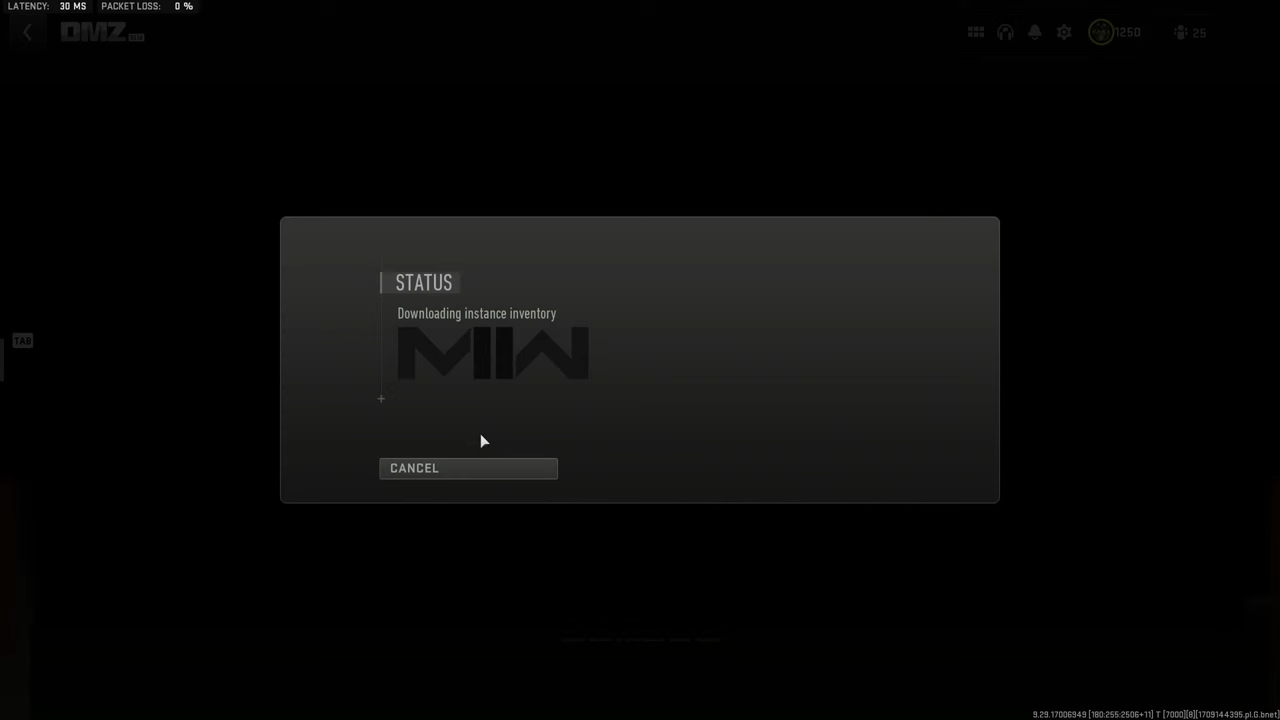 LATENCY: 30 MS PACKET LOSS: 0 %
DMZ
1250
25
STATUS
Downloading instance inventory
MW
TAB
CANCEL
9.29.17006949 [180:255:2506+11] T [7000][8][1709144395.pl.G.bnet]